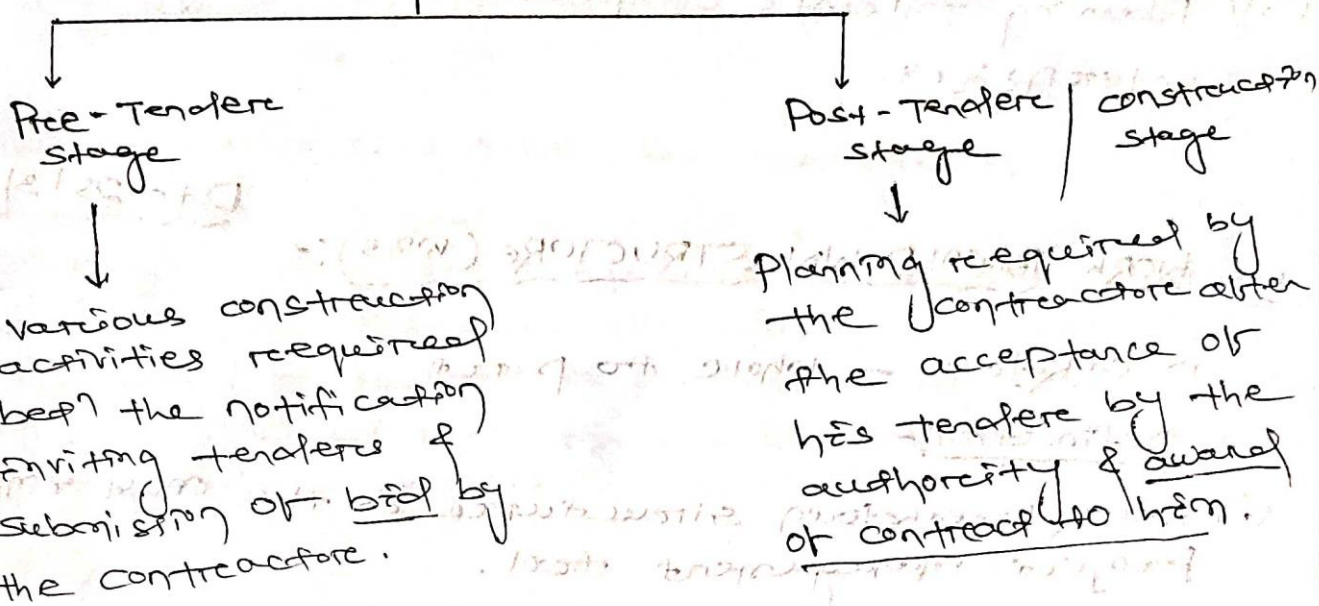 Pre-Tender
Stage
various construction
activities required
betn the notification
inviting tenders &
submission of bid by
the contractor.
Post-Tender / construction
stage stage
Planning required by
the contractor after
the acceptance of
his tender by the
authority & award
of contract to him.